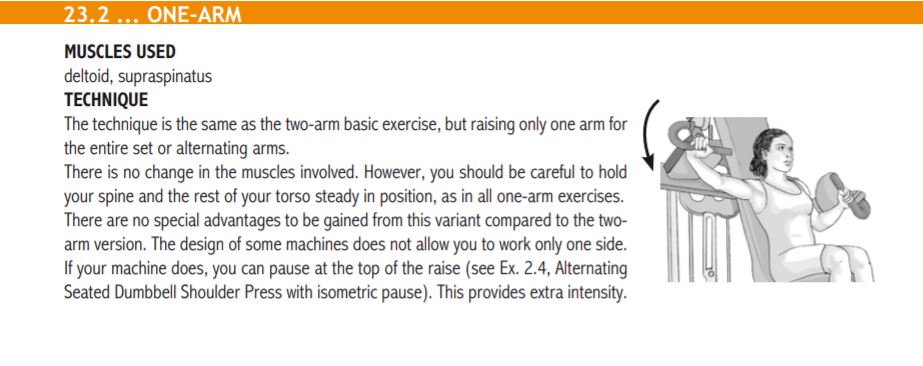 23.2 ... ONE-ARM
MUSCLES USED
deltoid, supraspinatus
TECHNIQUE
The technique is the same as the two-arm basic exercise, but raising only one arm for
the entire set or alternating arms.
There is no change in the muscles involved. However, you should be careful to hold
your spine and the rest of your torso steady in position, as in all one-arm exercises.
There are no special advantages to be gained from this variant compared to the two-
arm version. The design of some machines does not allow you to work only one side.
If your machine does, you can pause at the top of the raise (see Ex. 2.4, Alternating
Seated Dumbbell Shoulder Press with isometric pause). This provides extra intensity.